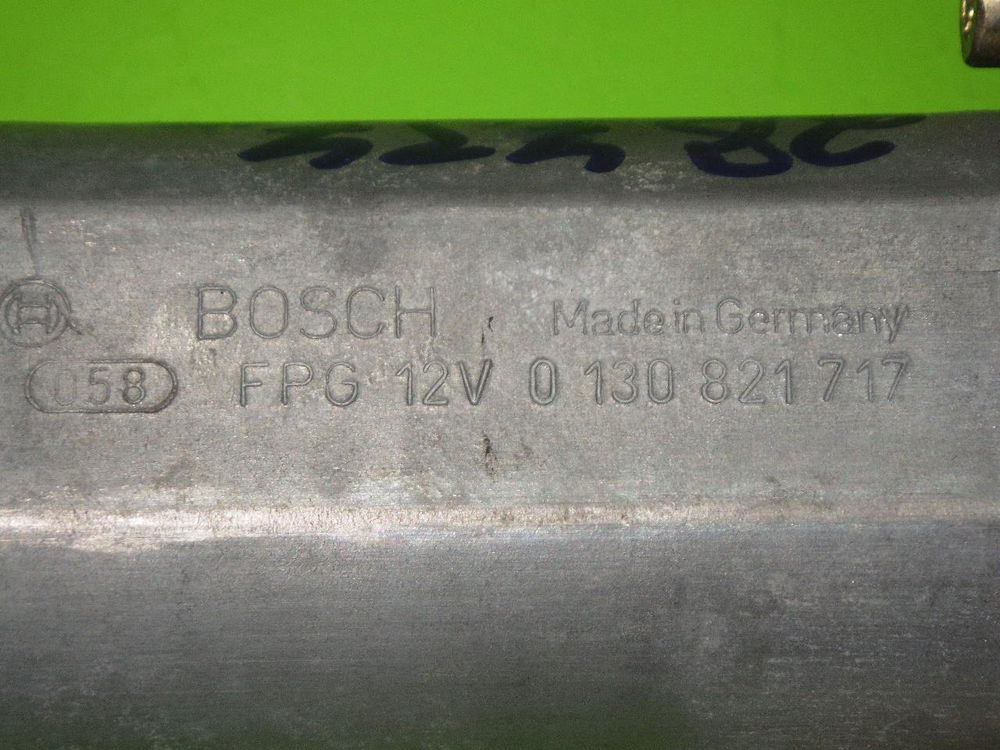 BOSCH Made in Germany
058 FPG 12V 0 130 821 717